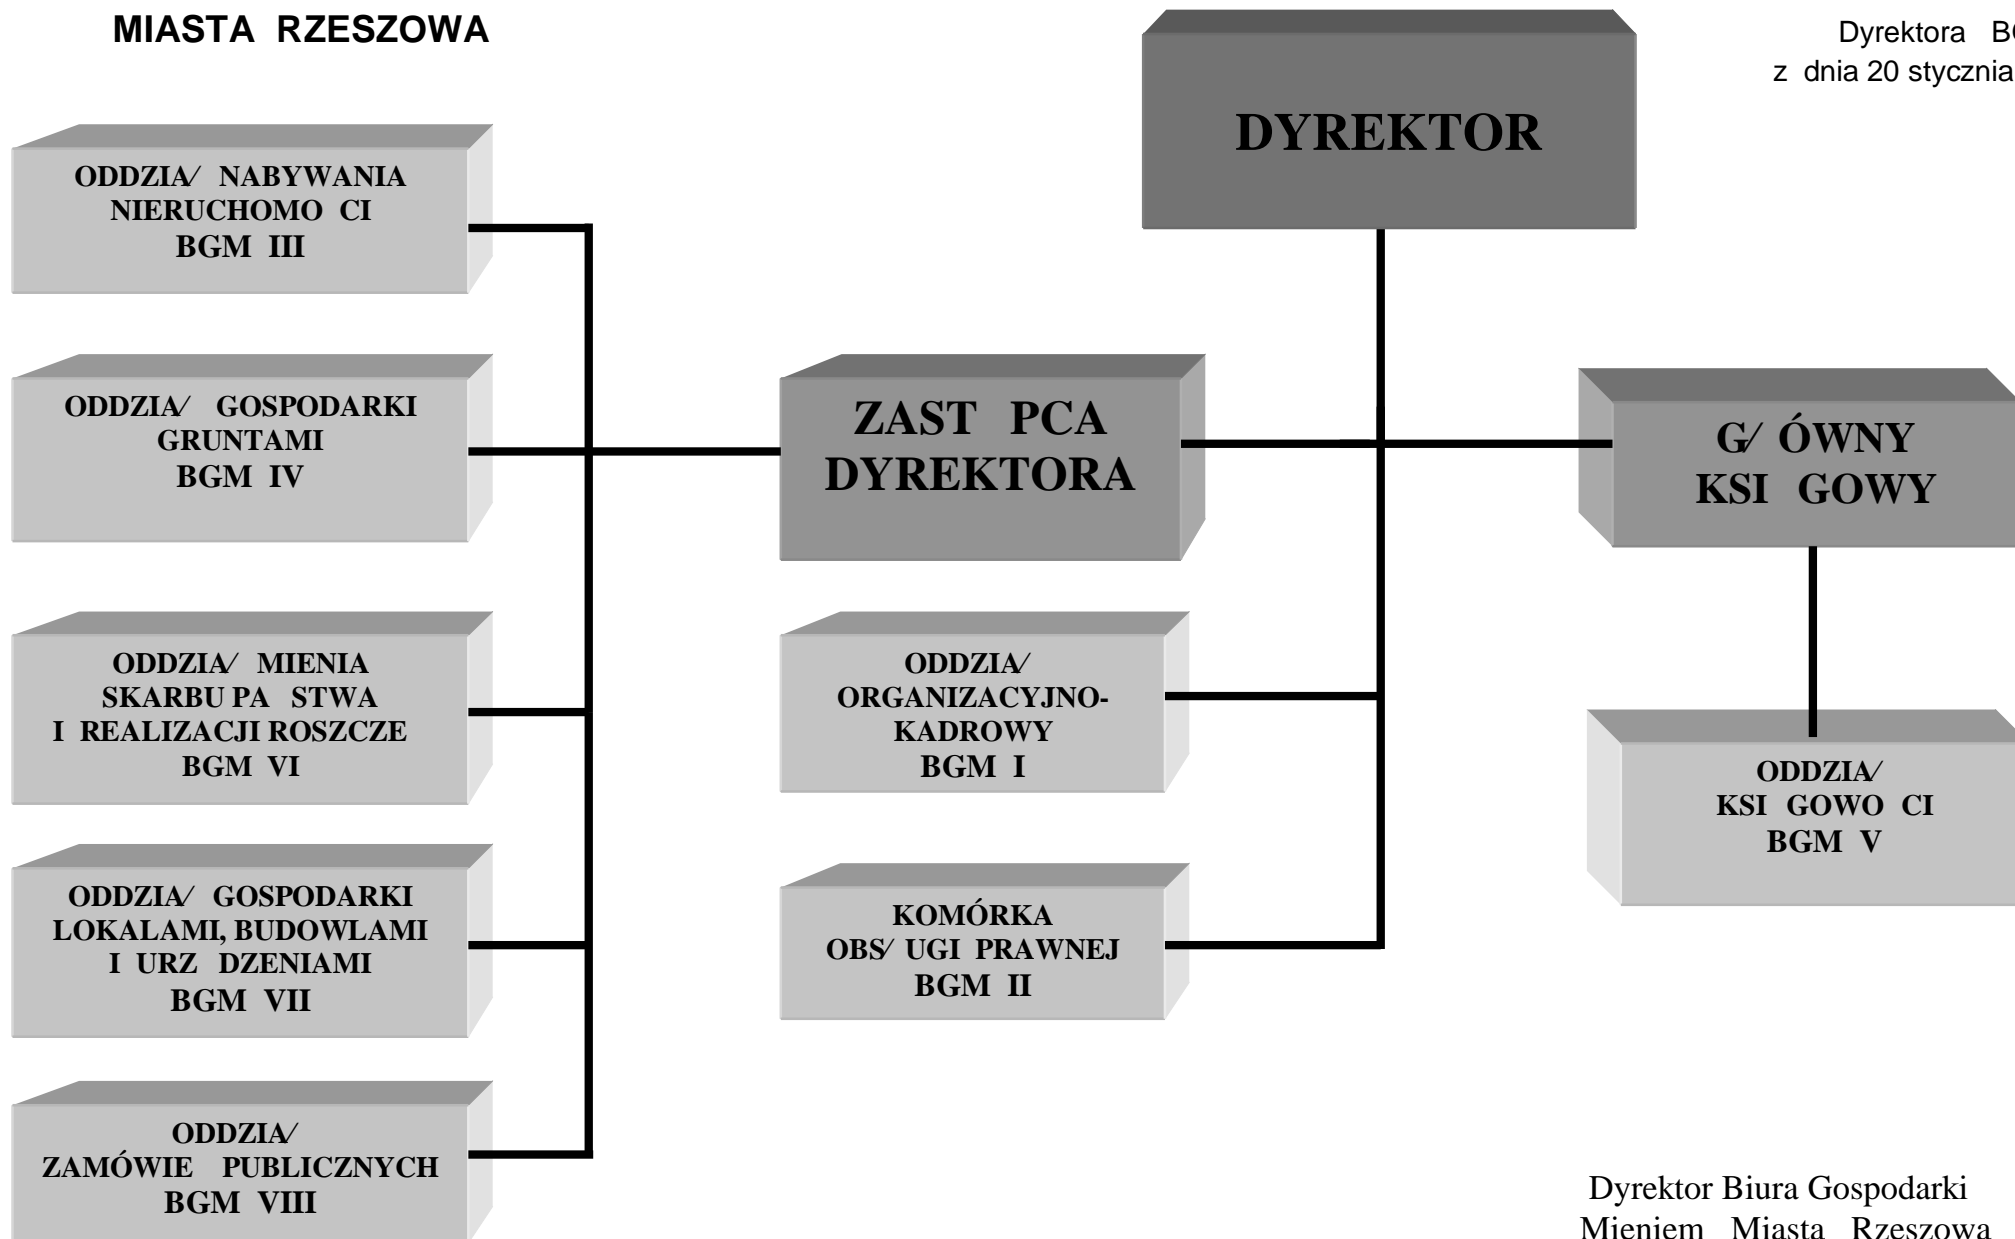 MIASTA RZESZOWA
Dyrektora
z dnia 20 stycznia
DYREKTOR
ODDZIA/ NABYWANIA
NIERUCHOMO CI
BGM III
ODDZIA/ GOSPODARKI
GRUNTAMI
BGM IV
ZAST PCA
DYREKTORA
G/ ÓWNY
KSI GOWY
ODDZIA/ MIENIA
SKARBU PA STWA
I REALIZACJI ROSZCZE
BGM VI
ODDZIA/
ORGANIZACYJNO-
KADROWY
BGM I
ODDZIA/
KSI GOWO CI
BGM V
ODDZIA/ GOSPODARKI
LOKALAMI, BUDOWLAMI
I URZ DZENIAMI
BGM VII
KOMÓRKA
OBS/ UGI PRAWNEJ
BGM II
ODDZIA/
ZAMÓWIE PUBLICZNYCH
BGM VIII
Dyrektor Biura Gospodarki
Mieniem Miasta Rzeszowa